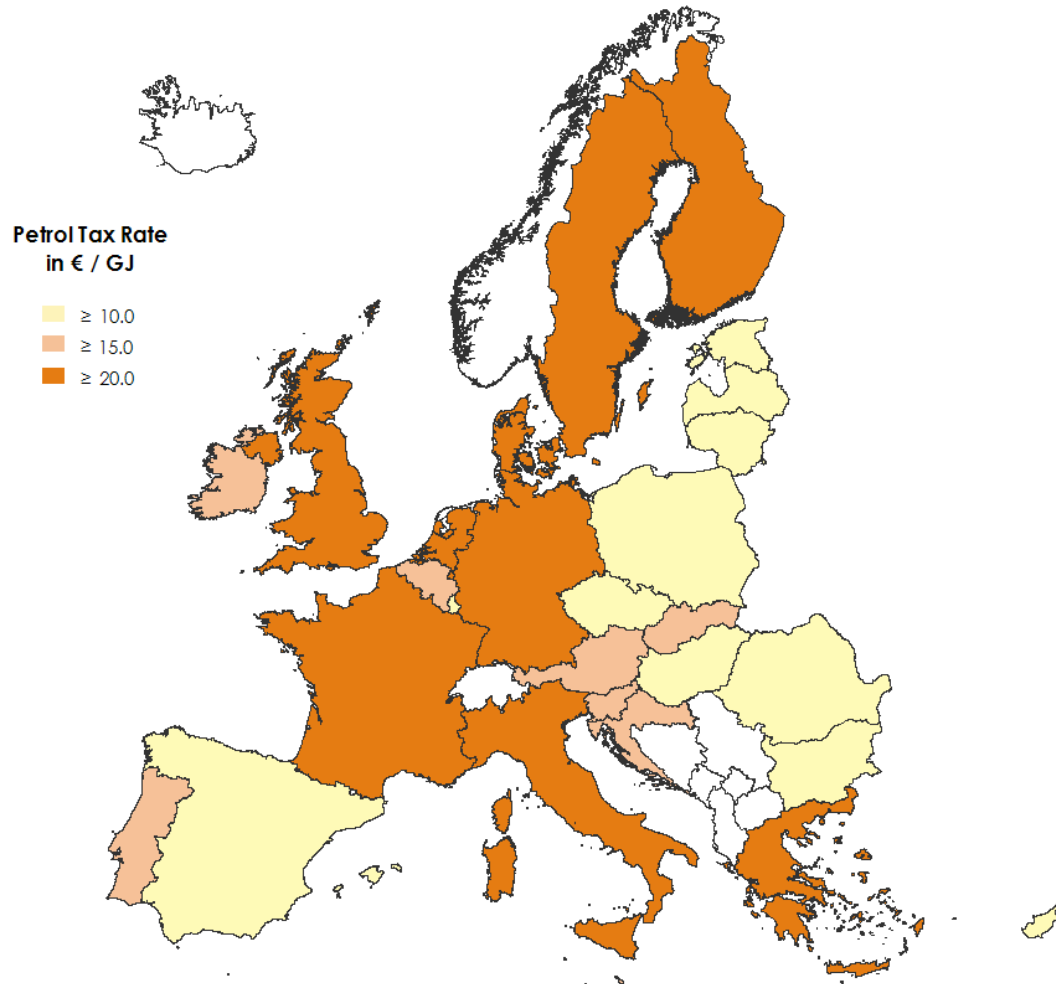 Petrol Tax Rate
in € / GJ
≥ 10.0
≥ 15.0
≥ 20.0